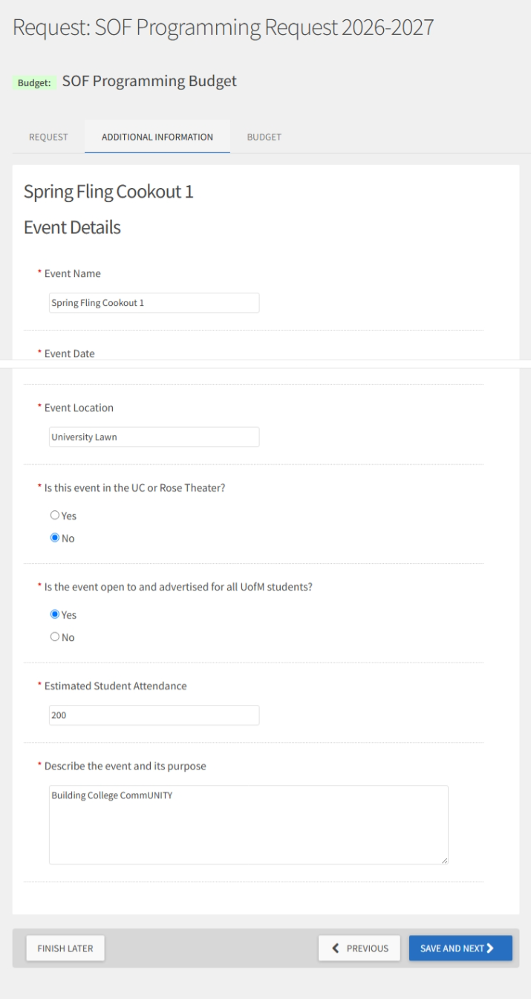 Request: SOF Programming Request 2026-2027
Budget: SOF Programming Budget
REQUEST ADDITIONAL INFORMATION BUDGET
Spring Fling Cookout 1
Event Details
* Event Name
Spring Fling Cookout 1
* Event Date
* Event Location
University Lawn
* Is this event in the UC or Rose Theater?
Yes
No
* Is the event open to and advertised for all UofM students?
Yes
No
* Estimated Student Attendance
200
* Describe the event and its purpose
Building College CommUNITY
FINISH LATER PREVIOUS SAVE AND NEXT